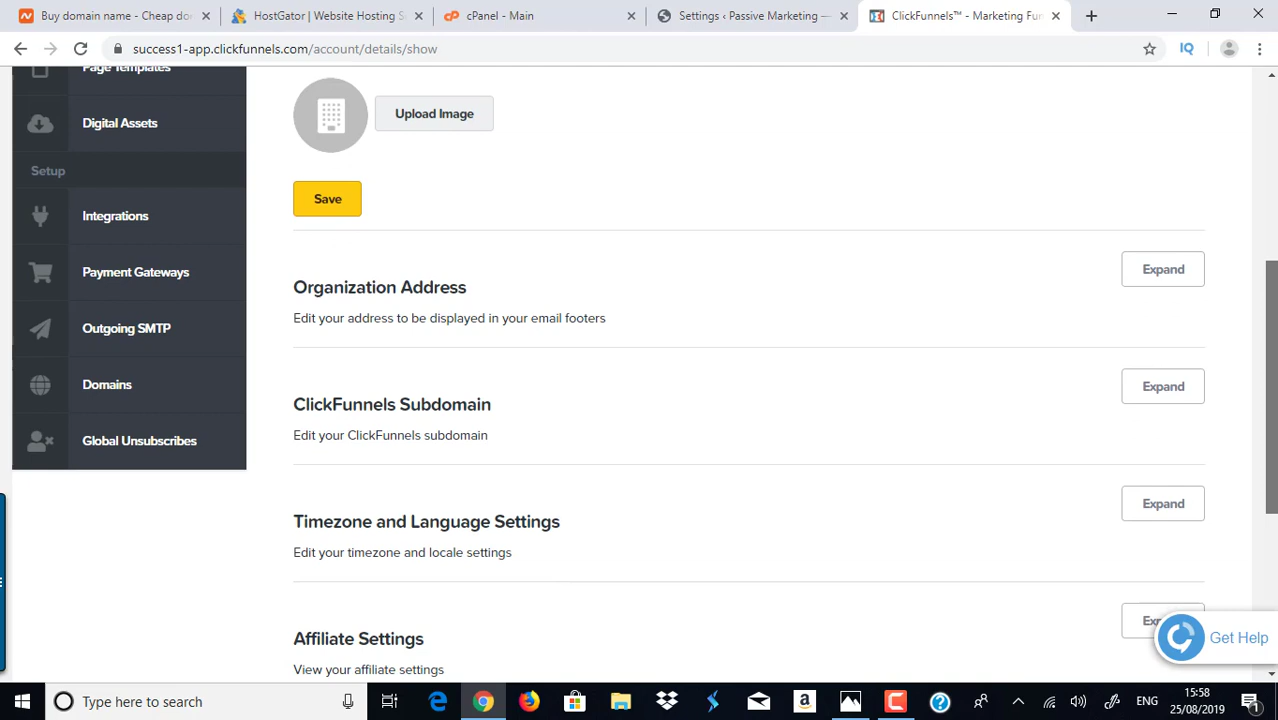 Buy domain name - Cheap do
HostGator | Website Hosting S
cPanel - Main
Settings ‹ Passive Marketing —
ClickFunnels™ - Marketing Fun
success1-app.clickfunnels.com/account/details/show
IQ
Page Templates
Digital Assets
Setup
Integrations
Payment Gateways
Outgoing SMTP
Domains
Global Unsubscribes
Upload Image
Save
Organization Address
Edit your address to be displayed in your email footers
Expand
ClickFunnels Subdomain
Edit your ClickFunnels subdomain
Expand
Timezone and Language Settings
Edit your timezone and locale settings
Expand
Affiliate Settings
View your affiliate settings
Exp
Get Help
Type here to search
ENG
15:58
25/08/2019
1